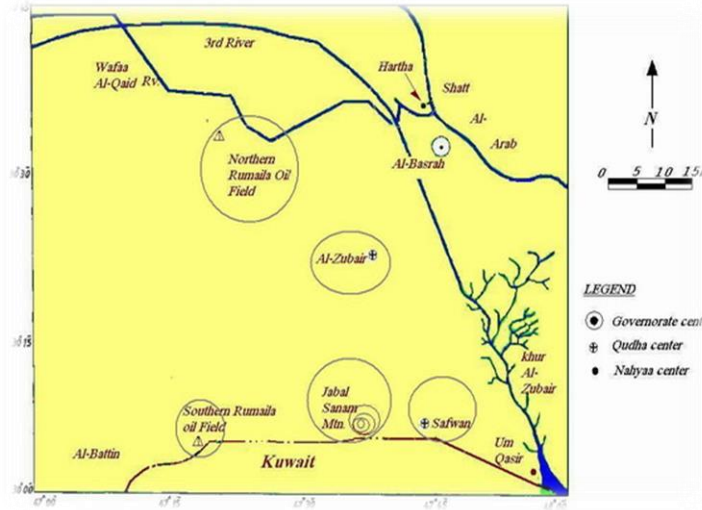 3rd River
Wafaa
Al-Qaid Rv.
Hartha
Shatt
Al-
Arab
Al-Basrah
Northern
Rumaila Oil
Field
Al-Zubair
Jabal
Sanam
Mtn.
Safwan
khur
Al-
Zubair
Southern Rumaila
oil Field
Al-Battin
Kuwait
Um
Qasir
N
0 5 10 15
LEGEND
Governorate cent
Qudha center
Nahyaa center